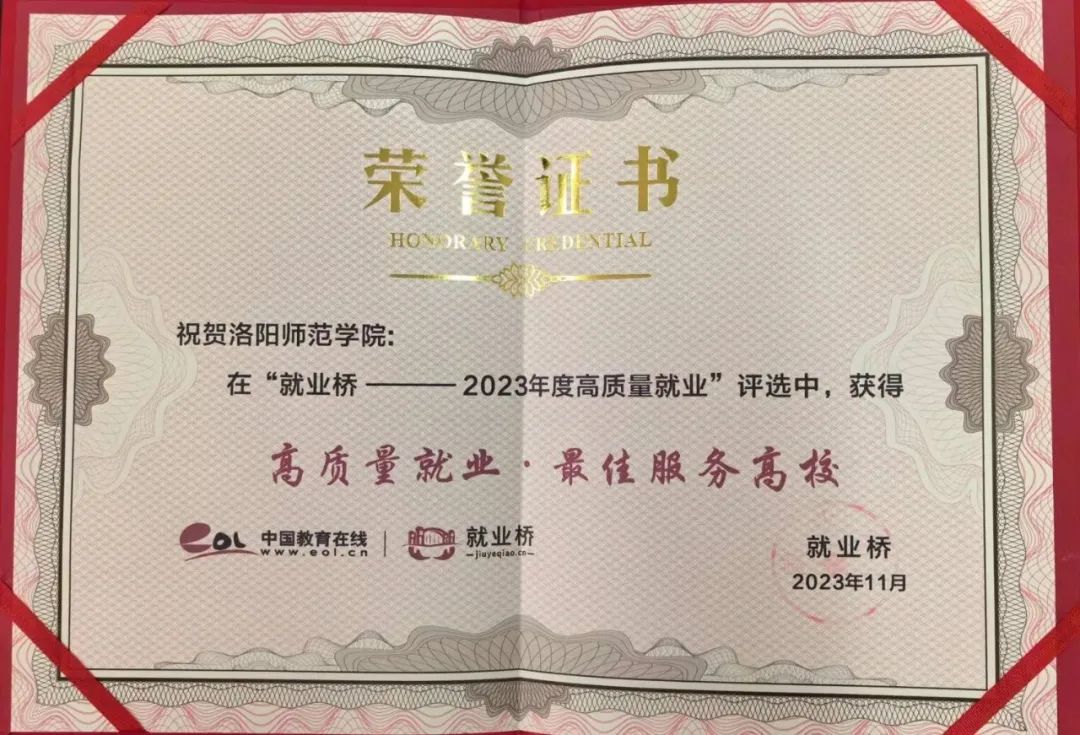 荣誉证书
HONORARY CREDENTIAL
祝贺洛阳师范学院:
在“就业桥———2023年度高质量就业”评选中,获得
高质量就业·最佳服务高校
eoL 中国教育在线 | 就业桥
www.eol.cn —jiuyeqiao.cn—
就业桥
2023年11月